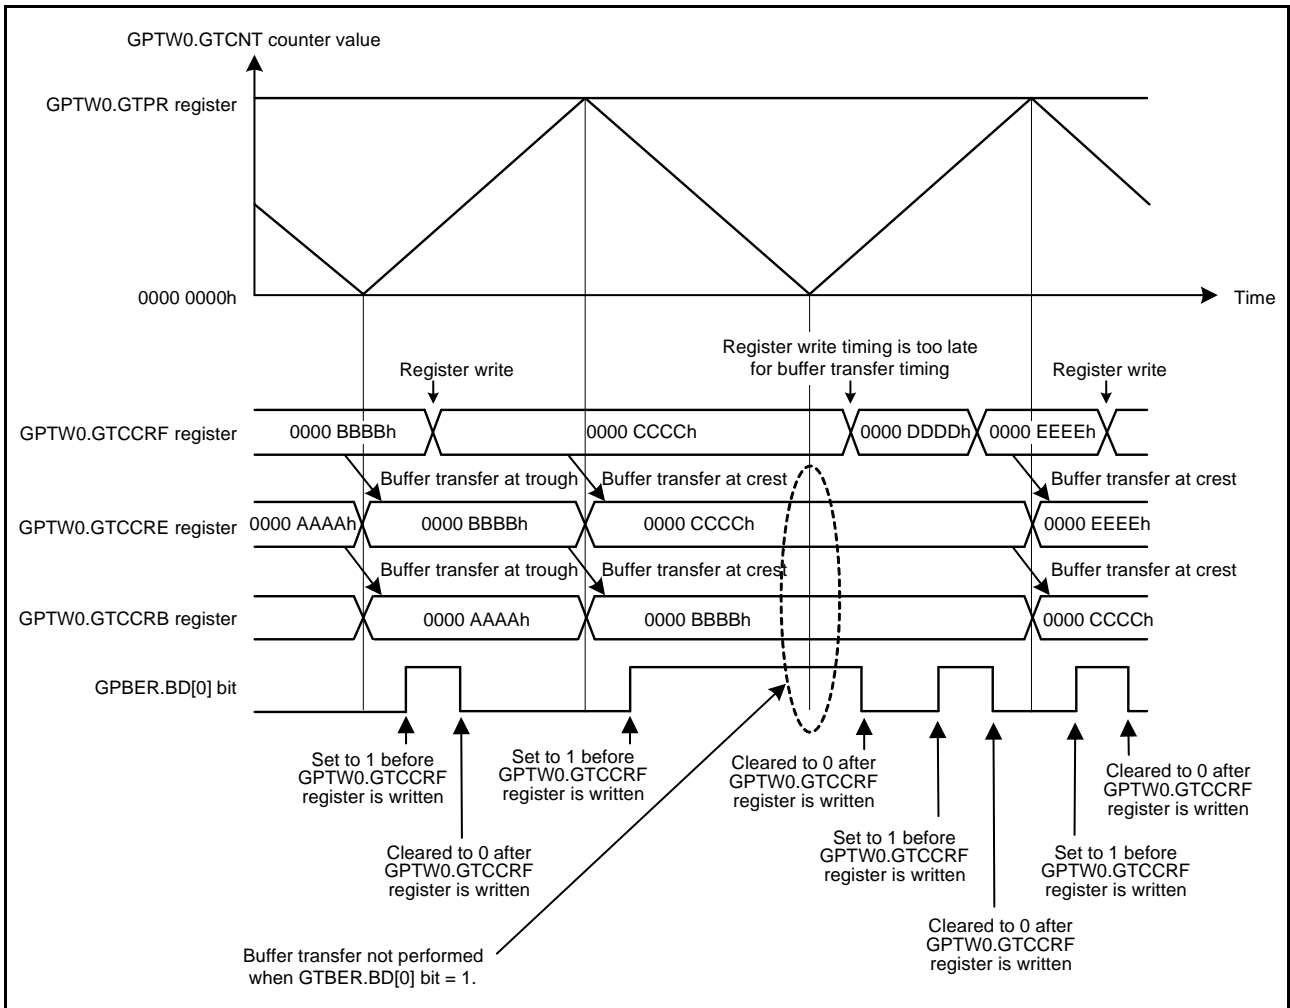 GPTW0.GTCNT counter value
GPTW0.GTPR register
0000 0000h
Time
Register write timing is too late
for buffer transfer timing
Register write
Register write
GPTW0.GTCCRF register
0000 BBBBh
0000 CCCCh
0000 DDDDh
0000 EEEEh
Buffer transfer at trough
Buffer transfer at crest
Buffer transfer at crest
GPTW0.GTCCRE register
0000 AAAAh
0000 BBBBh
0000 CCCCh
0000 EEEEh
Buffer transfer at trough
Buffer transfer at crest
Buffer transfer at crest
GPTW0.GTCCRB register
0000 AAAAh
0000 BBBBh
0000 CCCCh
GPBER.BD[0] bit
Set to 1 before
GPTW0.GTCCRF
register is written
Set to 1 before
GPTW0.GTCCRF
register is written
Cleared to 0 after
GPTW0.GTCCRF
register is written
Cleared to 0 after
GPTW0.GTCCRF
register is written
Cleared to 0 after
GPTW0.GTCCRF
register is written
Set to 1 before
GPTW0.GTCCRF
register is written
Set to 1 before
GPTW0.GTCCRF
register is written
Cleared to 0 after
GPTW0.GTCCRF
register is written
Buffer transfer not performed
when GTBER.BD[0] bit = 1.